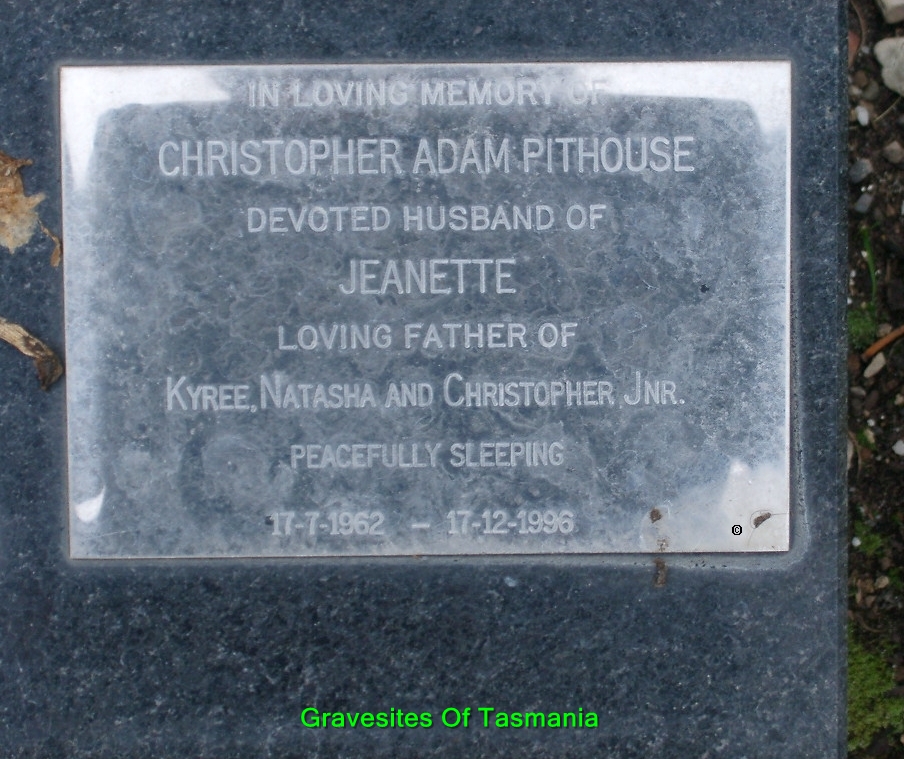 IN LOVING MEMORY OF
CHRISTOPHER ADAM PITHOUSE
DEVOTED HUSBAND OF
JEANETTE
LOVING FATHER OF
KYREE, NATASHA AND CHRISTOPHER JNR.
PEACEFULLY SLEEPING
17-7-1962 – 17-12-1996
©
Gravesites Of Tasmania